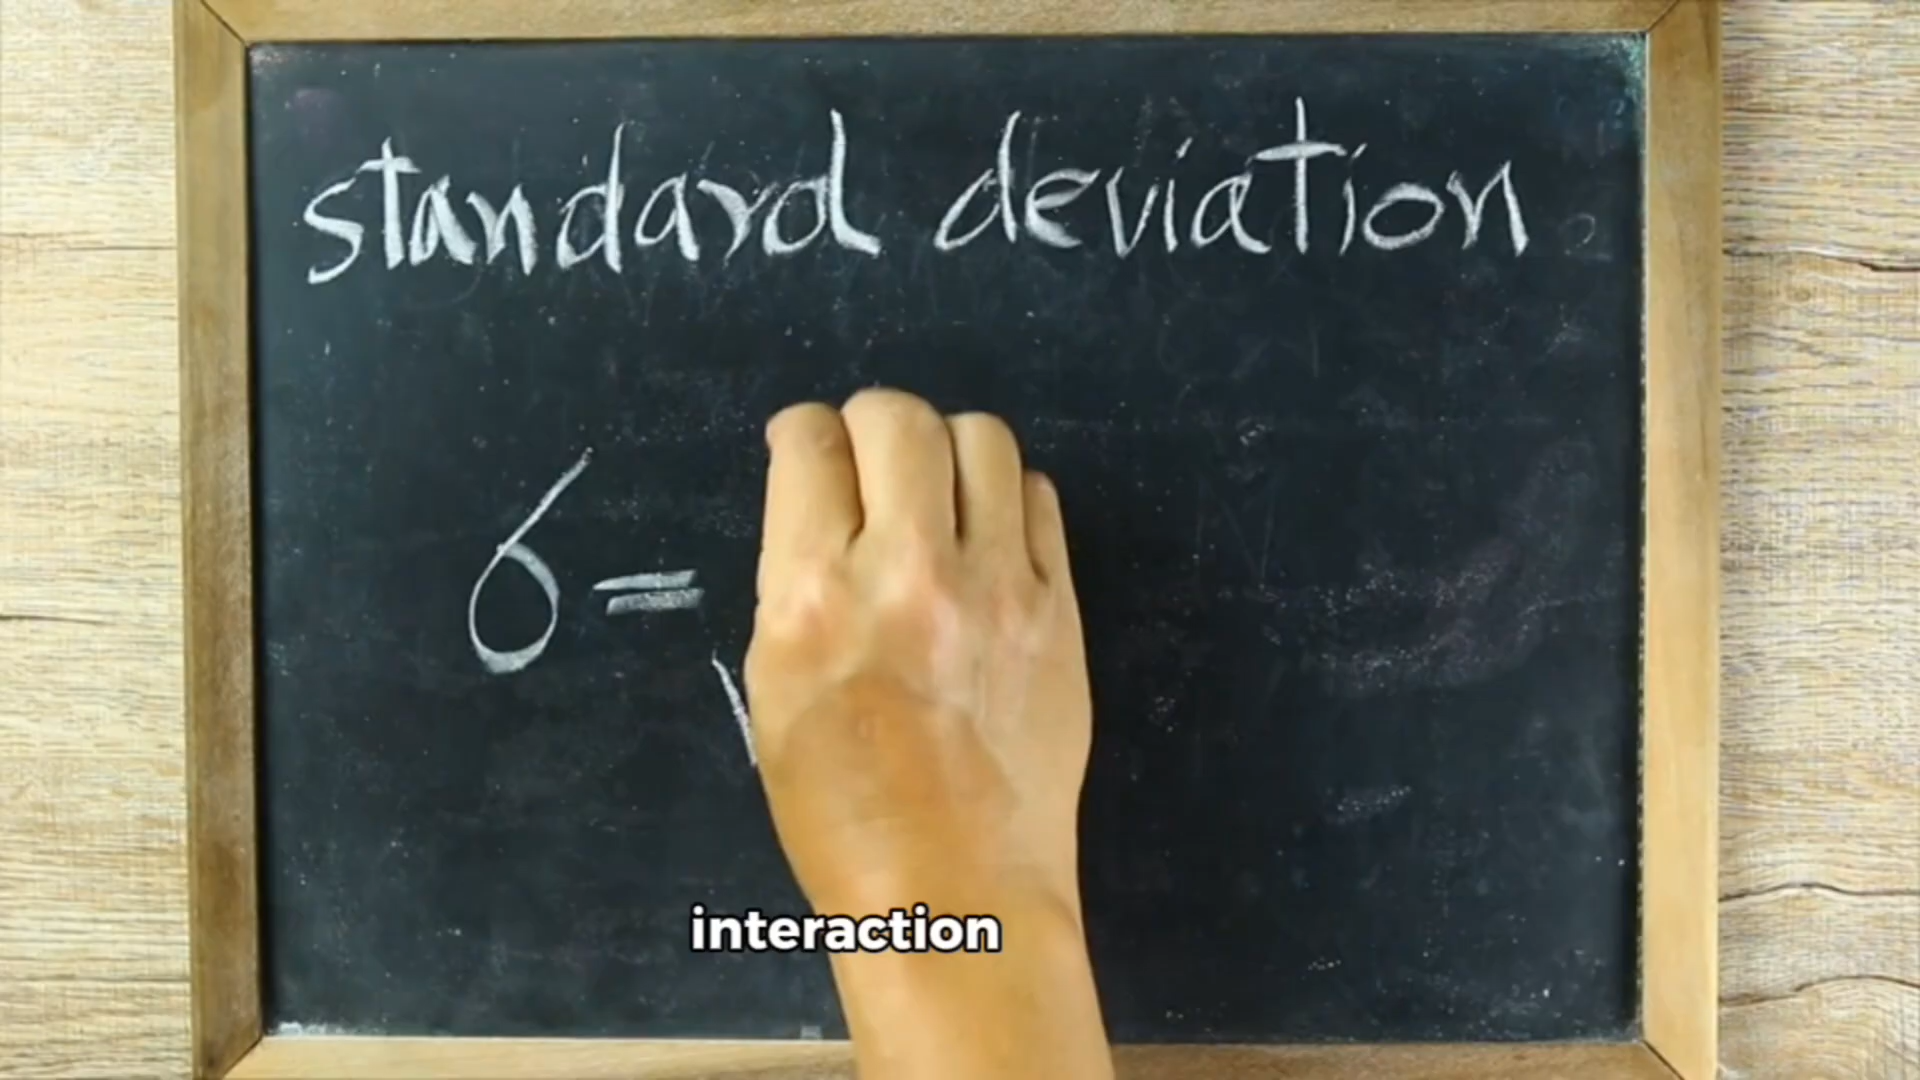 standard deviation
б =
interaction